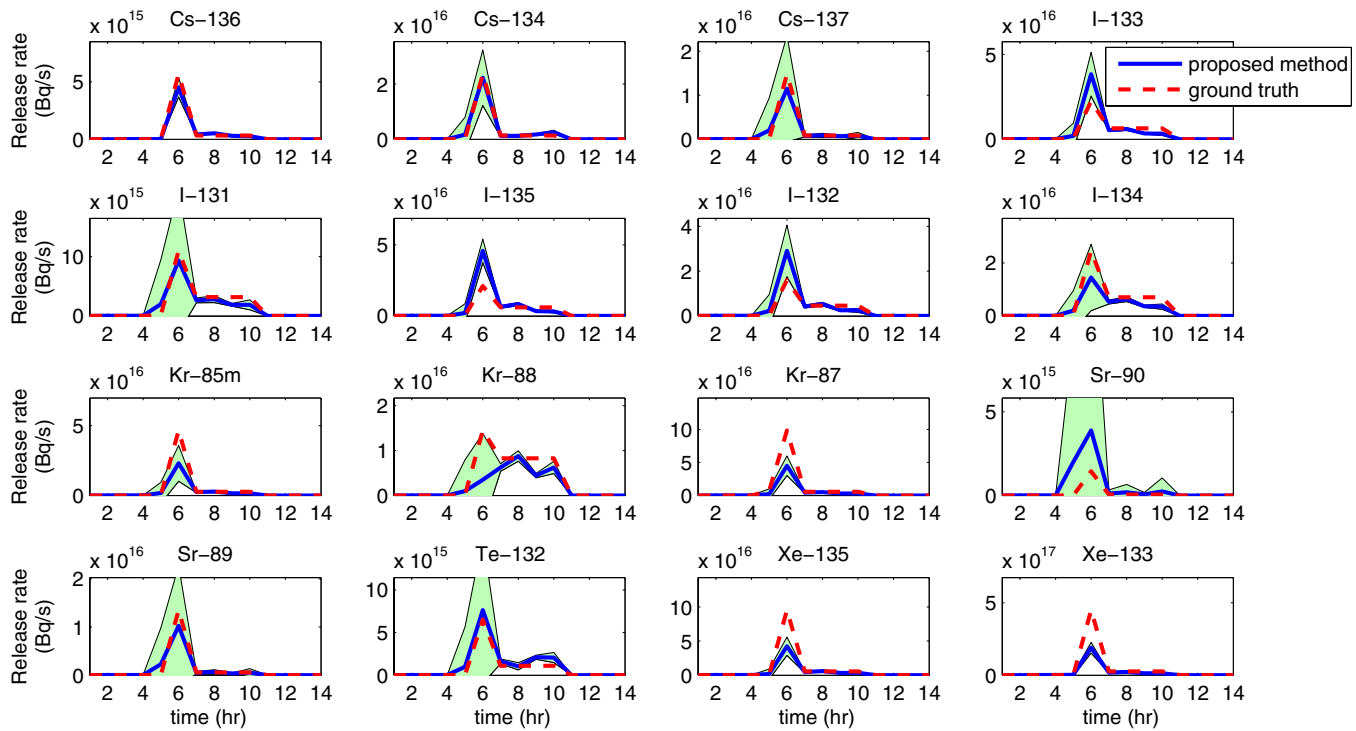 x 10^15 Cs−136
x 10^16 Cs−134
x 10^16 Cs−137
x 10^16 I−133
Release rate (Bq/s)
0 5
0 2
0 1 2
0 5
2 4 6 8 10 12 14
2 4 6 8 10 12 14
2 4 6 8 10 12 14
2 4 6 8 10 12 14
proposed method
ground truth
x 10^15 I−131
x 10^16 I−135
x 10^16 I−132
x 10^16 I−134
Release rate (Bq/s)
0 5 10
0 5
0 2 4
0 2
2 4 6 8 10 12 14
2 4 6 8 10 12 14
2 4 6 8 10 12 14
2 4 6 8 10 12 14
x 10^16 Kr−85m
x 10^16 Kr−88
x 10^16 Kr−87
x 10^15 Sr−90
Release rate (Bq/s)
0 5
0 1 2
0 5 10 15
0 5
2 4 6 8 10 12 14
2 4 6 8 10 12 14
2 4 6 8 10 12 14
2 4 6 8 10 12 14
x 10^16 Sr−89
x 10^15 Te−132
x 10^16 Xe−135
x 10^17 Xe−133
Release rate (Bq/s)
0 1 2
0 5 10
0 5 10
0 5
2 4 6 8 10 12 14
2 4 6 8 10 12 14
2 4 6 8 10 12 14
2 4 6 8 10 12 14
time (hr)
time (hr)
time (hr)
time (hr)